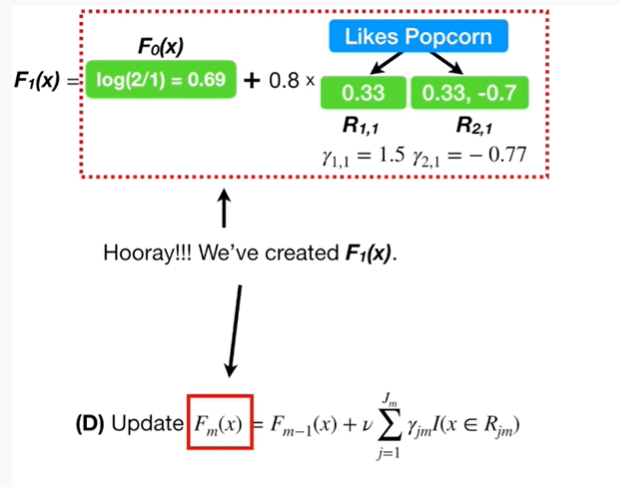 Likes Popcorn
F₀(x)
F₁(x) = log(2/1) = 0.69 + 0.8 × 0.33 0.33, -0.7
R₁,₁ R₂,₁
γ₁,₁ = 1.5 γ₂,₁ = − 0.77
Hooray!!! We've created F₁(x).
(D) Update Fₘ(x) = Fₘ₋₁(x) + ν ∑_{j=1}^{Jₘ} γⱼₘI(x ∈ Rⱼₘ)